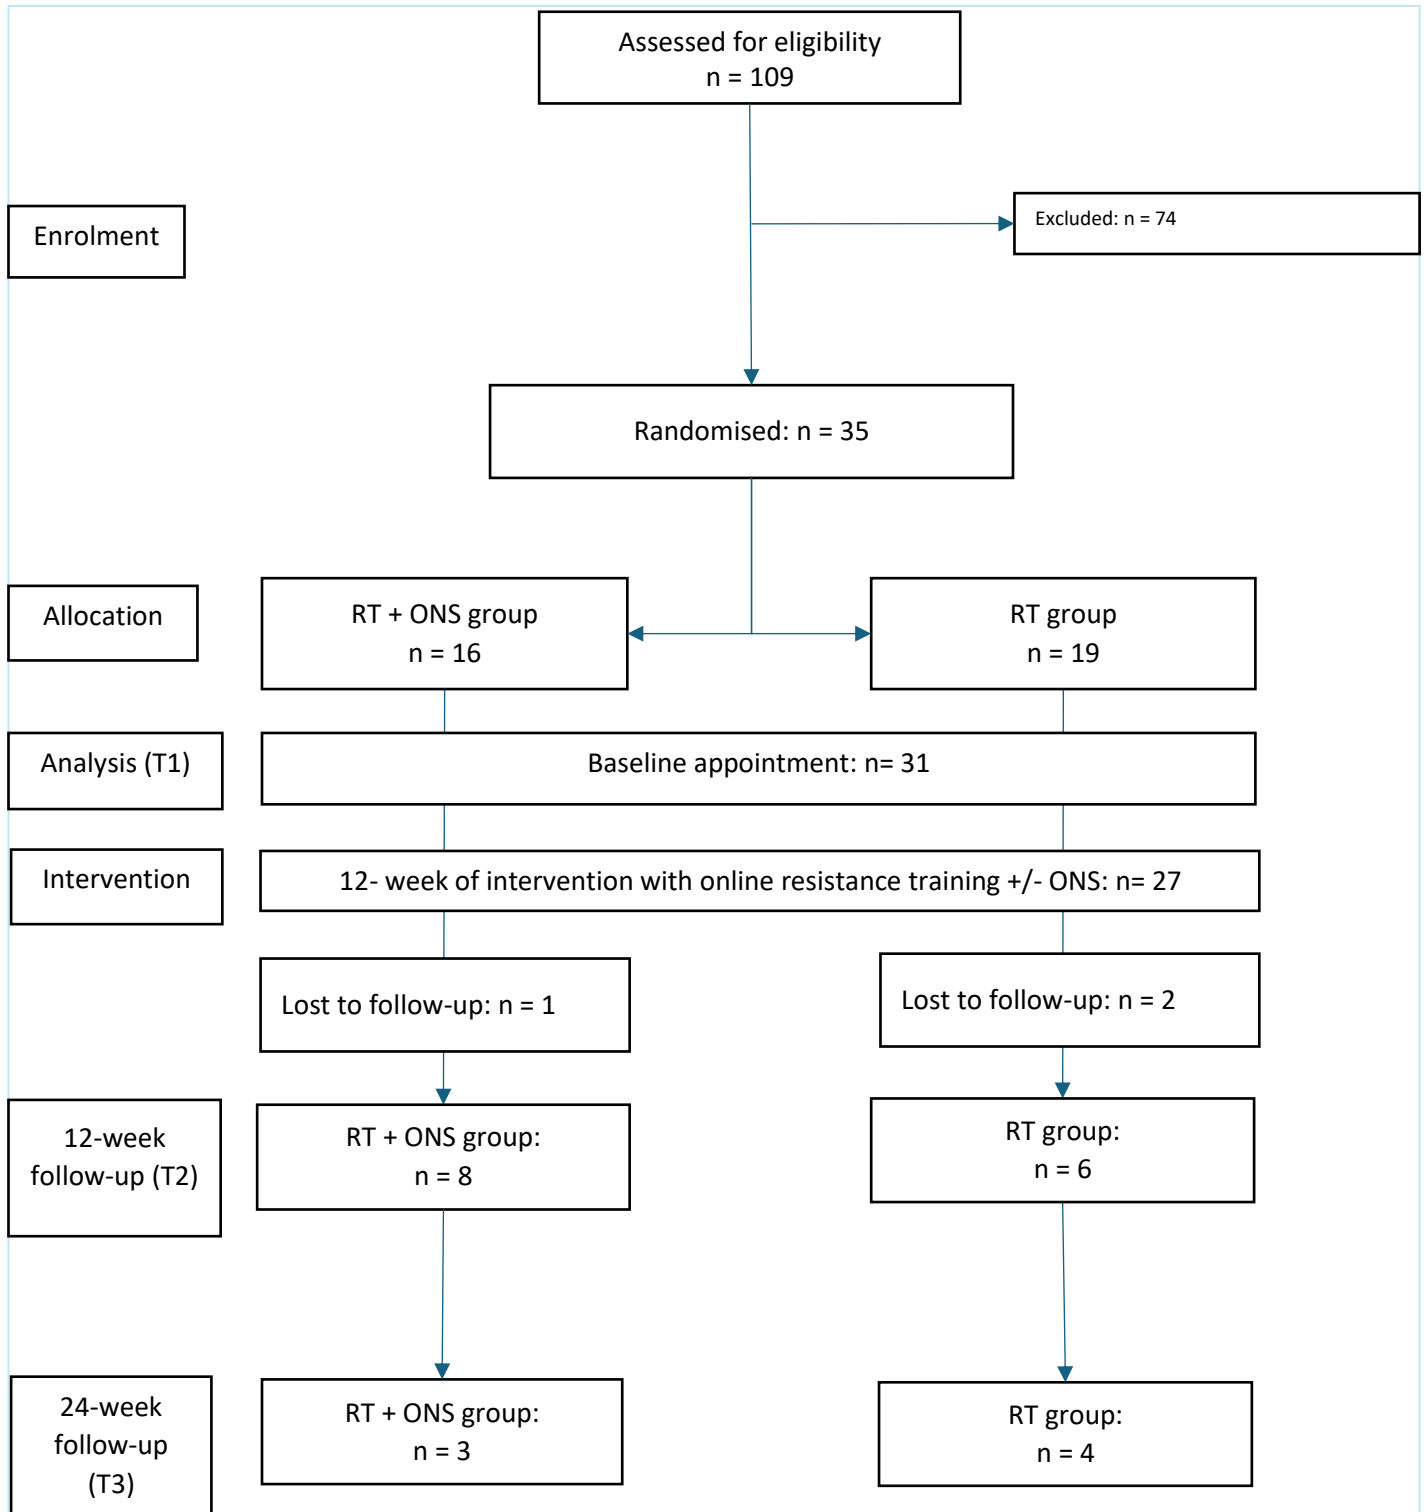 Assessed for eligibility
n = 109
Enrolment
Excluded: n = 74
Randomised: n = 35
Allocation
RT + ONS group
n = 16
RT group
n = 19
Analysis (T1)
Baseline appointment: n= 31
Intervention
12- week of intervention with online resistance training +/- ONS: n= 27
Lost to follow-up: n = 1
Lost to follow-up: n = 2
12-week
follow-up (T2)
RT + ONS group:
n = 8
RT group:
n = 6
24-week
follow-up
(T3)
RT + ONS group:
n = 3
RT group:
n = 4